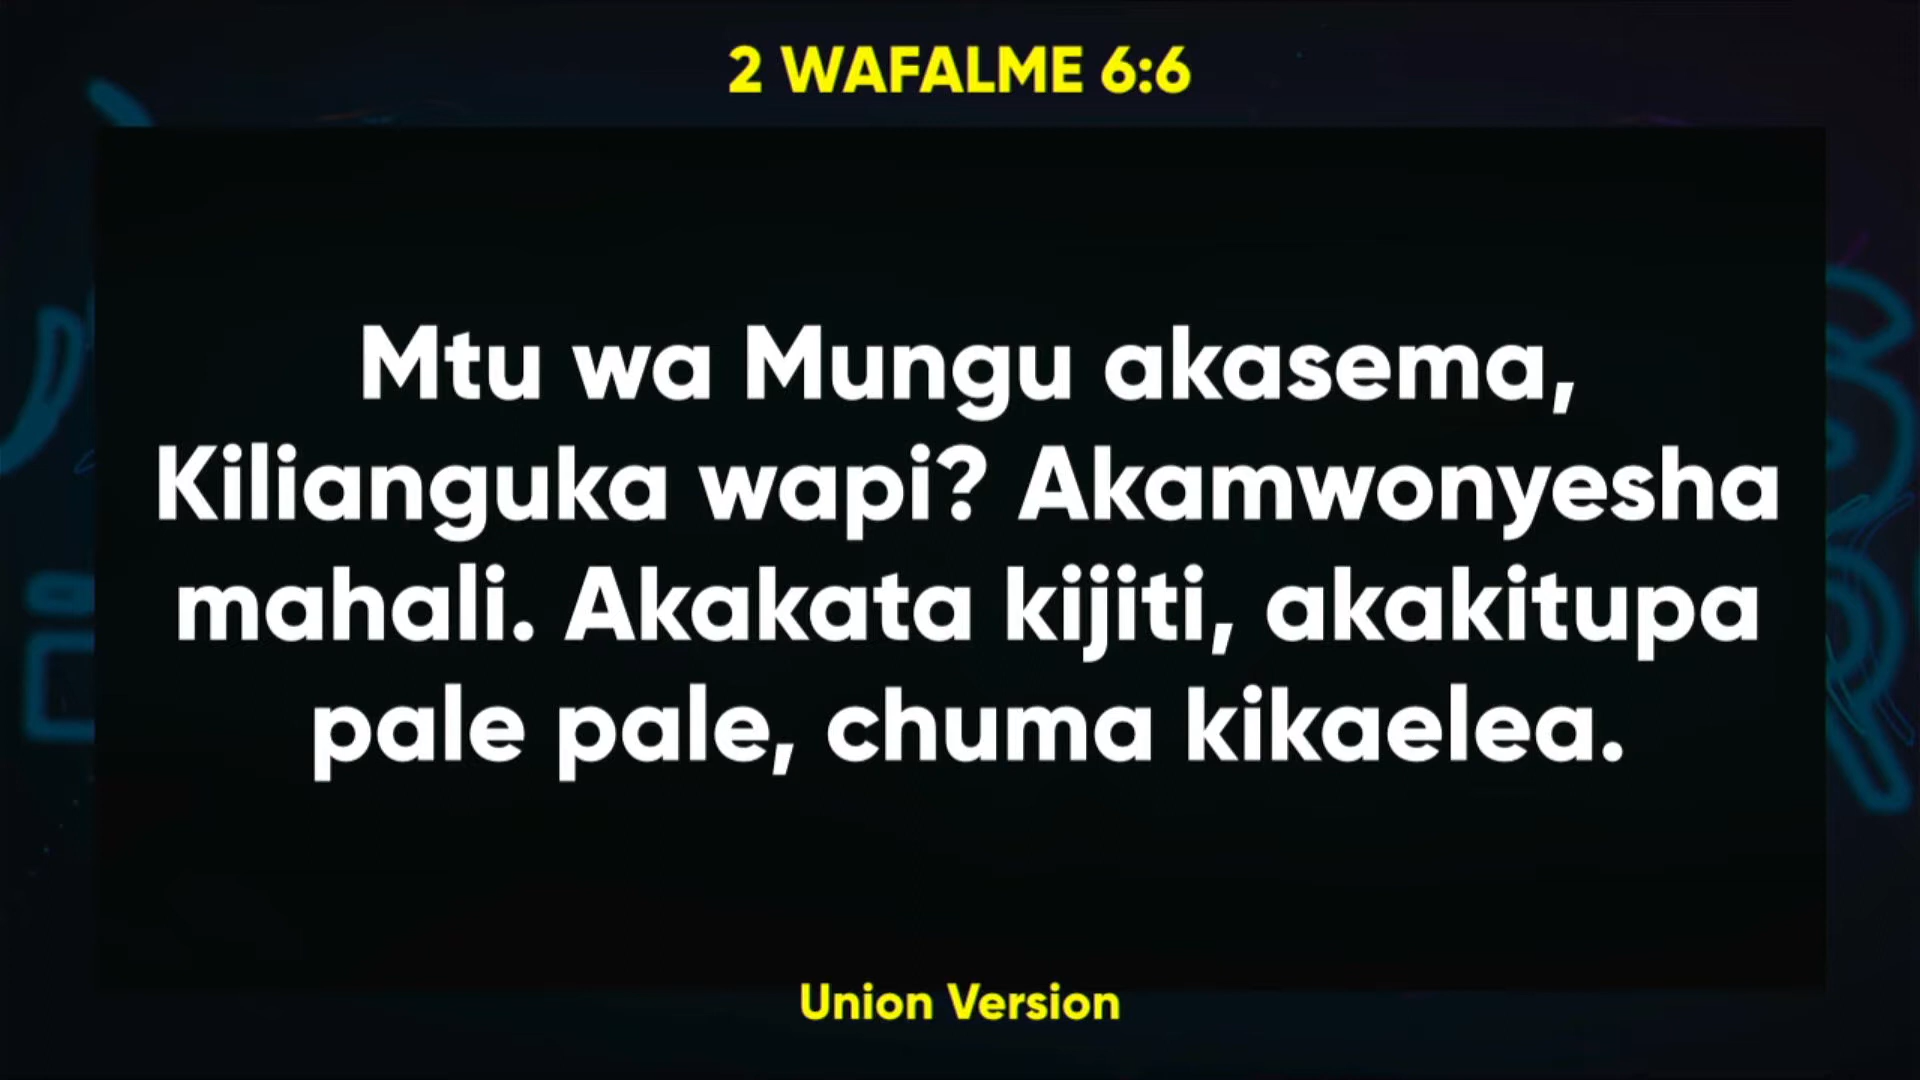 2 WAFALME 6:6
Mtu wa Mungu akasema,
Kilianguka wapi? Akamwonyesha
mahali. Akakata kijiti, akakitupa
pale pale, chuma kikaelea.
Union Version